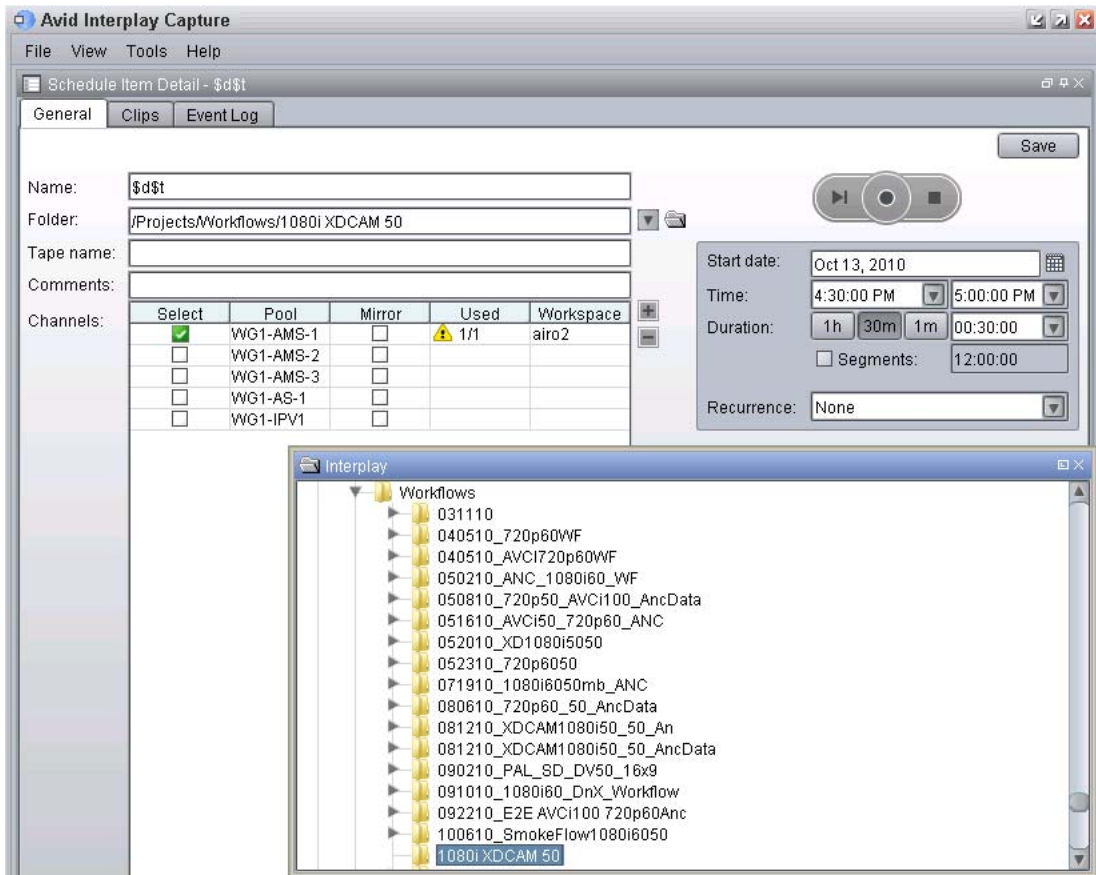 Avid Interplay Capture
File View Tools Help
Schedule Item Detail - $d$t
General Clips Event Log
Save
Name: $d$t
Folder: /Projects/Workflows/1080i XDCAM 50
Tape name:
Comments:
Channels:
Select Pool Mirror Used Workspace
WG1-AMS-1 1/1 airo2
WG1-AMS-2
WG1-AMS-3
WG1-AS-1
WG1-IPV1
Start date: Oct 13, 2010
Time: 4:30:00 PM 5:00:00 PM
Duration: 1h 30m 1m 00:30:00
Segments: 12:00:00
Recurrence: None
Interplay
Workflows
031110
040510_720p60WF
040510_AVCI720p60WF
050210_ANC_1080i60_WF
050810_720p50_AVCi100_AncData
051610_AVCi50_720p60_ANC
052010_XD1080i5050
052310_720p6050
071910_1080i6050mb_ANC
080610_720p60_50_AncData
081210_XDCAM1080i50_50_An
081210_XDCAM1080i50_50_AncData
090210_PAL_SD_DV50_16x9
091010_1080i60_DnX_Workflow
092210_E2E AVCi100 720p60Anc
100610_SmokeFlow1080i6050
1080i XDCAM 50